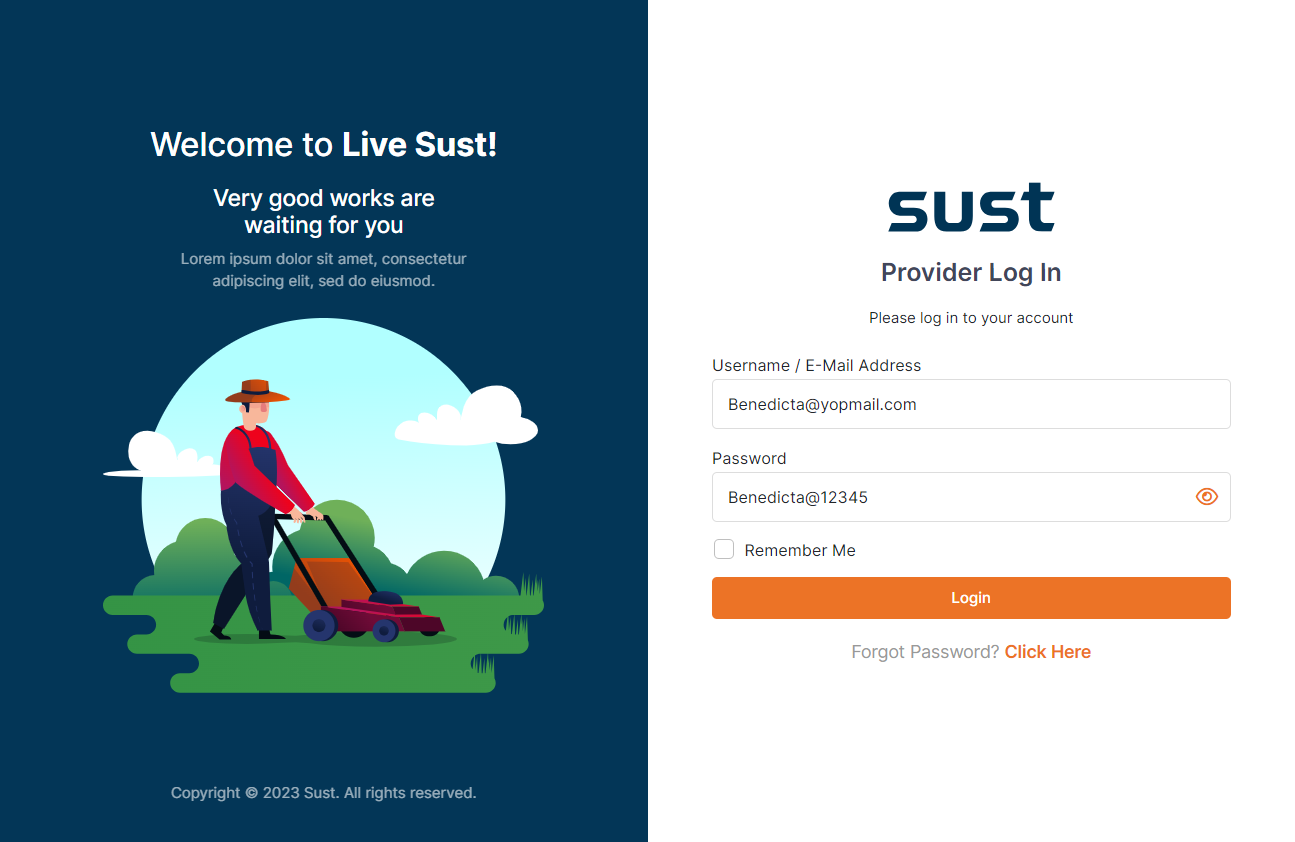 Welcome to Live Sust!
Very good works are
waiting for you
Lorem ipsum dolor sit amet, consectetur
adipiscing elit, sed do eiusmod.
Copyright © 2023 Sust. All rights reserved.
sust
Provider Log In
Please log in to your account
Username / E-Mail Address
Benedicta@yopmail.com
Password
Benedicta@12345
Remember Me
Login
Forgot Password? Click Here